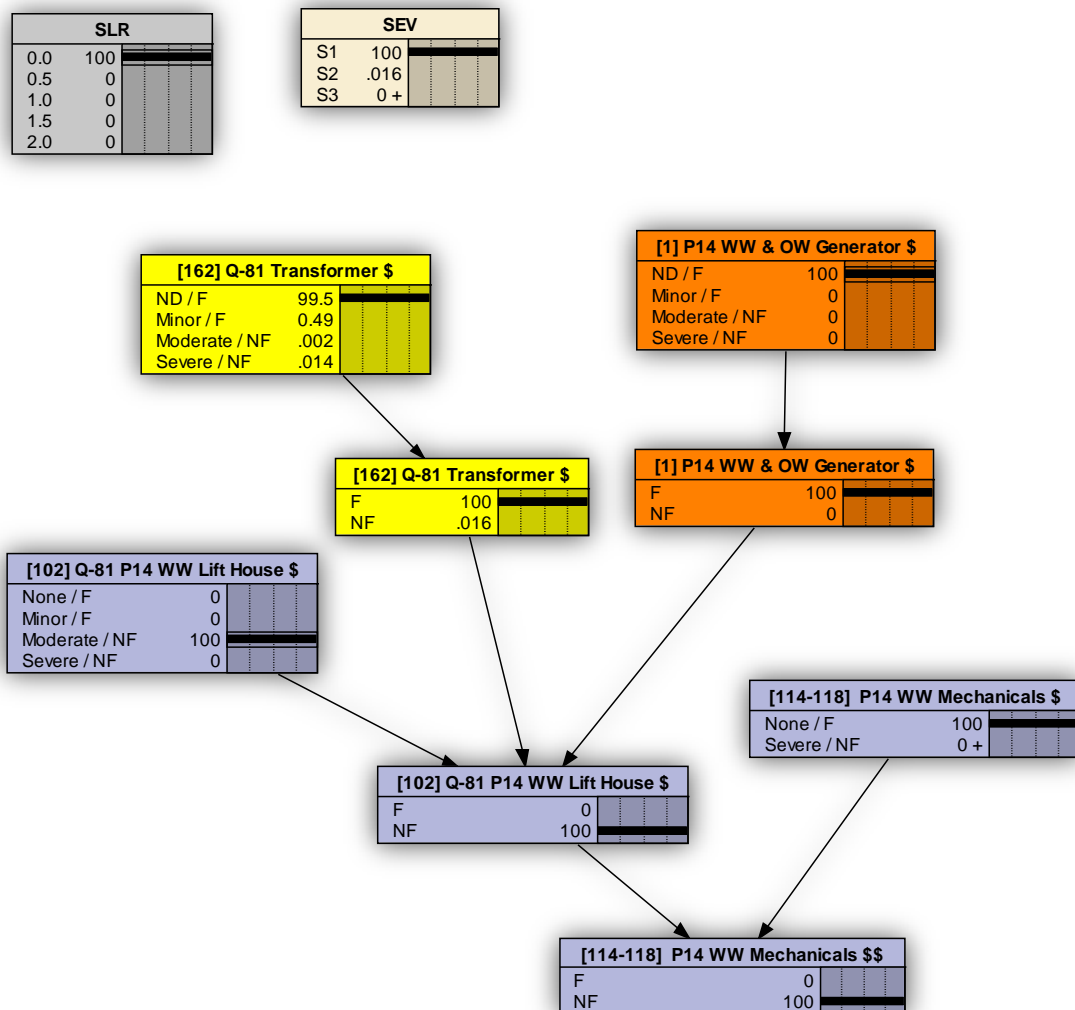 SLR
0.0 100
0.5 0
1.0 0
1.5 0
2.0 0
SEV
S1 100
S2 .016
S3 0 +
[162] Q-81 Transformer $
ND / F 99.5
Minor / F 0.49
Moderate / NF .002
Severe / NF .014
[1] P14 WW & OW Generator $
ND / F 100
Minor / F 0
Moderate / NF 0
Severe / NF 0
[162] Q-81 Transformer $
F 100
NF .016
[1] P14 WW & OW Generator $
F 100
NF 0
[102] Q-81 P14 WW Lift House $
None / F 0
Minor / F 0
Moderate / NF 100
Severe / NF 0
[114-118] P14 WW Mechanicals $
None / F 100
Severe / NF 0 +
[102] Q-81 P14 WW Lift House $
F 0
NF 100
[114-118] P14 WW Mechanicals $$
F 0
NF 100